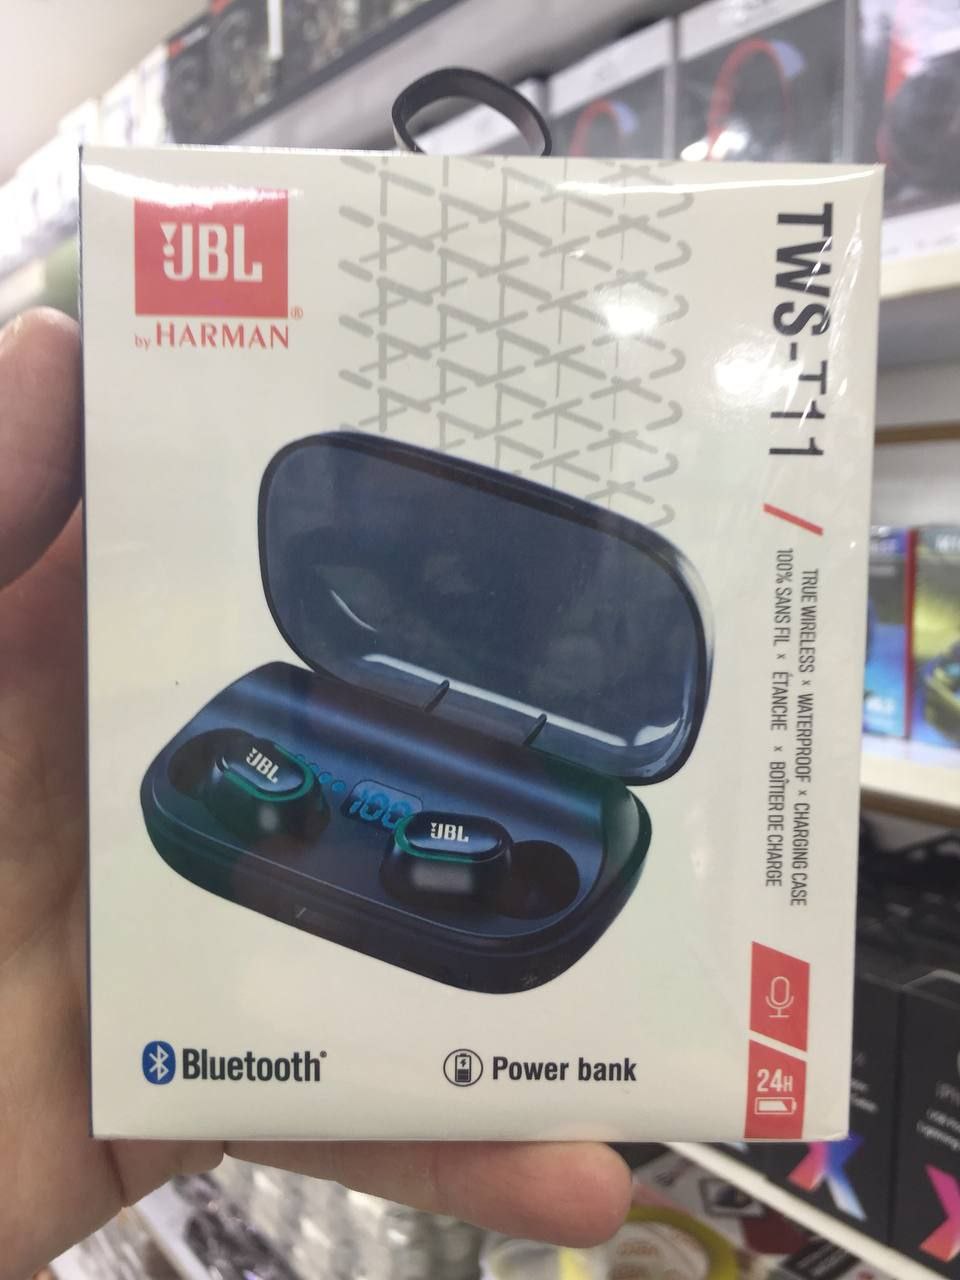 JBL
by HARMAN®
TWS-T11
TRUE WIRELESS x WATERPROOF x CHARGING CASE
100% SANS FIL x ÉTANCHE x BOÎTIER DE CHARGE
JBL
100
JBL
Bluetooth®
Power bank
24H